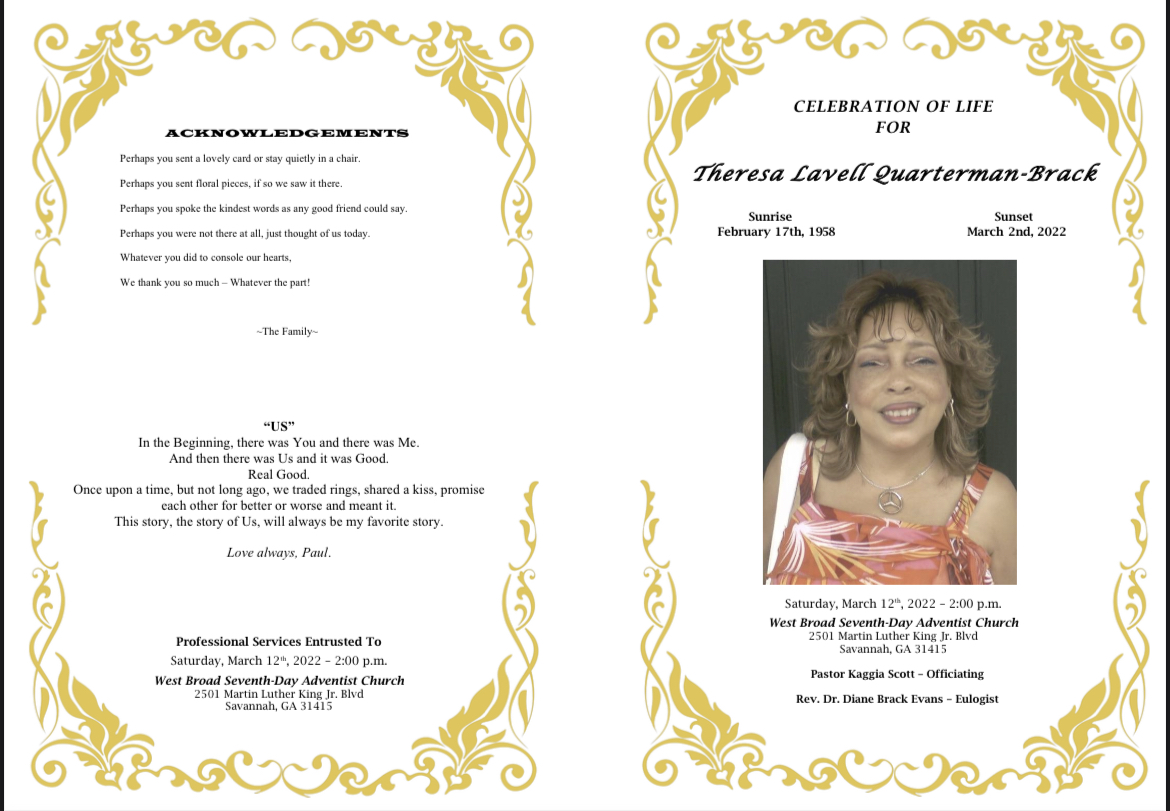 ACKNOWLEDGEMENTS
Perhaps you sent a lovely card or stay quietly in a chair.
Perhaps you sent floral pieces, if so we saw it there.
Perhaps you spoke the kindest words as any good friend could say.
Perhaps you were not there at all, just thought of us today.
Whatever you did to console our hearts,
We thank you so much – Whatever the part!
~The Family~
“US”
In the Beginning, there was You and there was Me.
And then there was Us and it was Good.
Real Good.
Once upon a time, but not long ago, we traded rings, shared a kiss, promise
each other for better or worse and meant it.
This story, the story of Us, will always be my favorite story.
Love always, Paul.
Professional Services Entrusted To
Saturday, March 12th, 2022 – 2:00 p.m.
West Broad Seventh-Day Adventist Church
2501 Martin Luther King Jr. Blvd
Savannah, GA 31415
CELEBRATION OF LIFE
FOR
Theresa Lavell Quarterman-Brack
Sunrise
February 17th, 1958
Sunset
March 2nd, 2022
Saturday, March 12th, 2022 – 2:00 p.m.
West Broad Seventh-Day Adventist Church
2501 Martin Luther King Jr. Blvd
Savannah, GA 31415
Pastor Kaggia Scott – Officiating
Rev. Dr. Diane Brack Evans – Eulogist